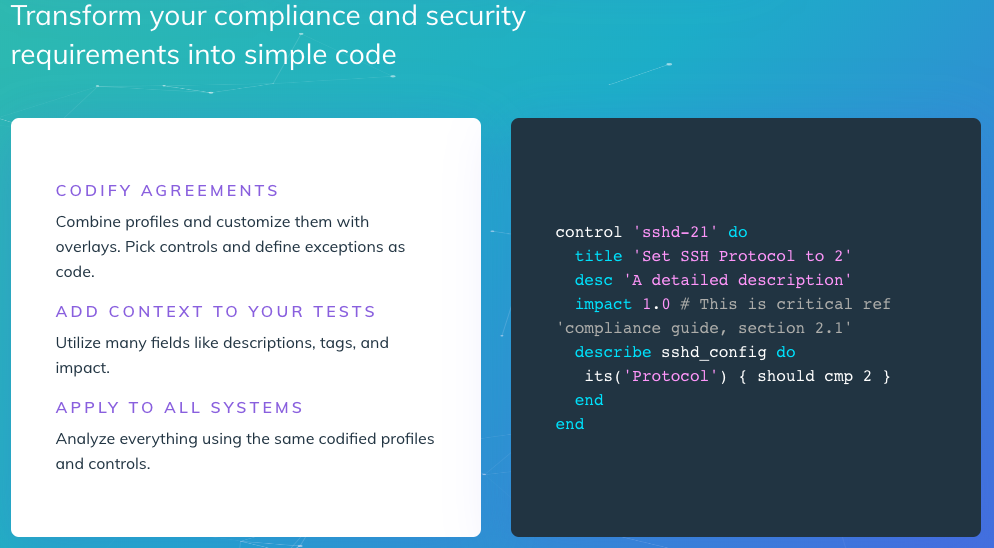 Transform your compliance and security
requirements into simple code
CODIFY AGREEMENTS
Combine profiles and customize them with
overlays. Pick controls and define exceptions as
code.
ADD CONTEXT TO YOUR TESTS
Utilize many fields like descriptions, tags, and
impact.
APPLY TO ALL SYSTEMS
Analyze everything using the same codified profiles
and controls.
control 'sshd-21' do
  title 'Set SSH Protocol to 2'
  desc 'A detailed description'
  impact 1.0 # This is critical ref
'compliance guide, section 2.1'
  describe sshd_config do
   its('Protocol') { should cmp 2 }
  end
end